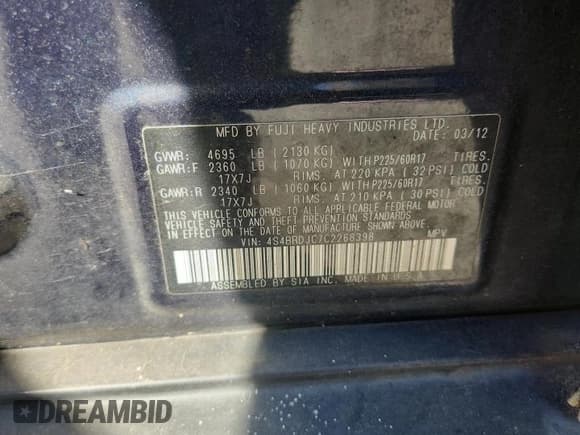 MFD BY FUJI HEAVY INDUSTRIES LTD.
DATE: 03/12
GVWR: 4695 LB (2130 KG)
GAWR:F 2360 LB (1070 KG) WITH P225/60R17 TIRES.
17X7J RIMS. AT 220 KPA (32 PSI) COLD
GAWR:R 2340 LB (1060 KG) WITH P225/60R17 TIRES.
17X7J RIMS. AT 210 KPA (30 PSI) COLD
THIS VEHICLE CONFORMS TO ALL APPLICABLE FEDERAL MOTOR
VEHICLE SAFETY AND THEFT PREVENTION STANDARDS IN EFFECT
ON THE DATE OF MANUFACTURE SHOWN ABOVE.
VIN: 4S4BRDJC7C2268398 MPV
ASSEMBLED BY SIA INC. MADE IN U.S.A.
DREAMBID